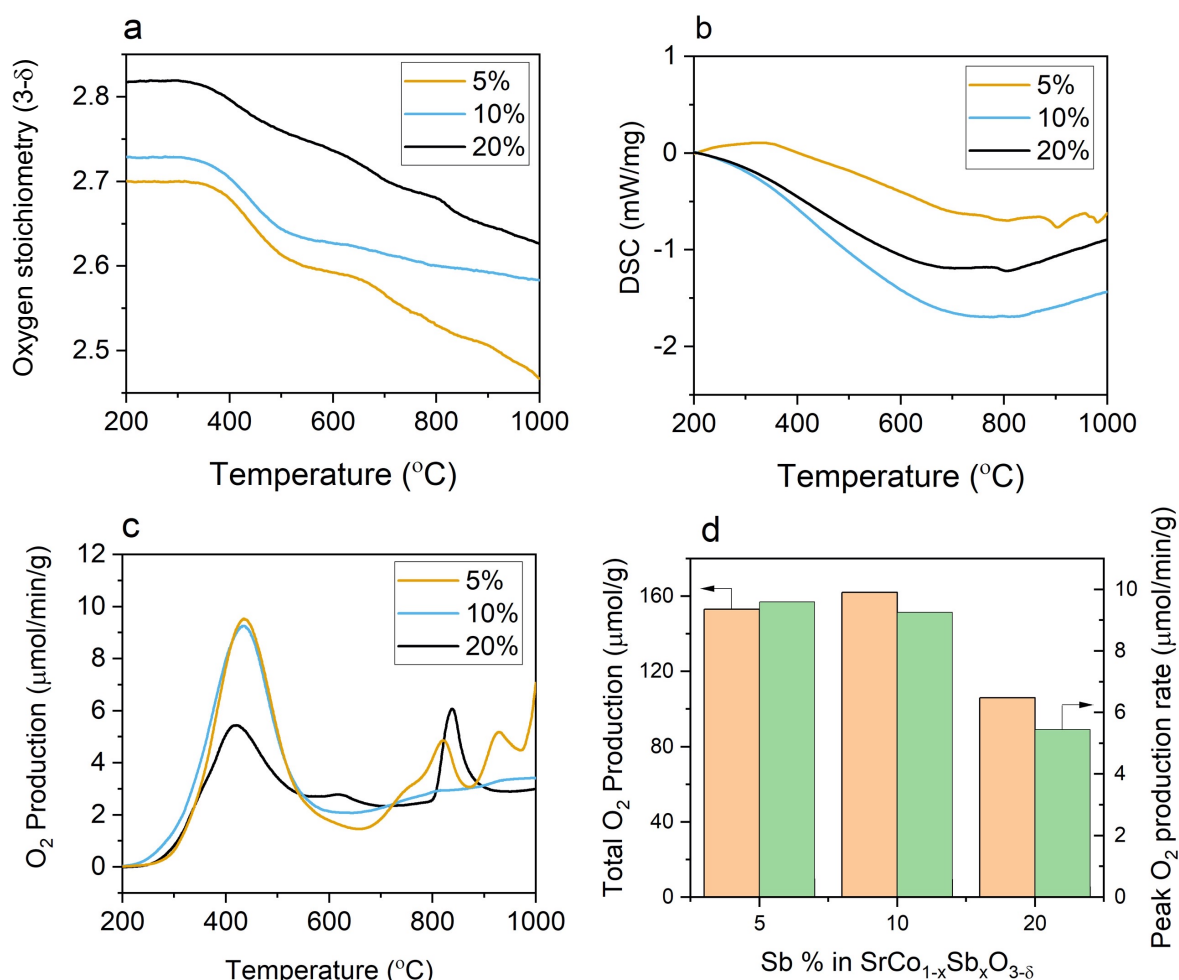 a
Oxygen stoichiometry (3-δ)
2.8
2.7
2.6
2.5
5%
10%
20%
200 400 600 800 1000
Temperature (°C)
b
DSC (mW/mg)
1
0
-1
-2
5%
10%
20%
200 400 600 800 1000
Temperature (°C)
c
O₂ Production (µmol/min/g)
12
10
8
6
4
2
0
5%
10%
20%
200 400 600 800 1000
Temperature (°C)
d
Total O₂ Production (µmol/g)
160
120
80
40
0
10
8
6
4
2
0
Peak O₂ production rate (µmol/min/g)
5 10 20
Sb % in SrCo₁₋ₓSbₓO₃₋δ